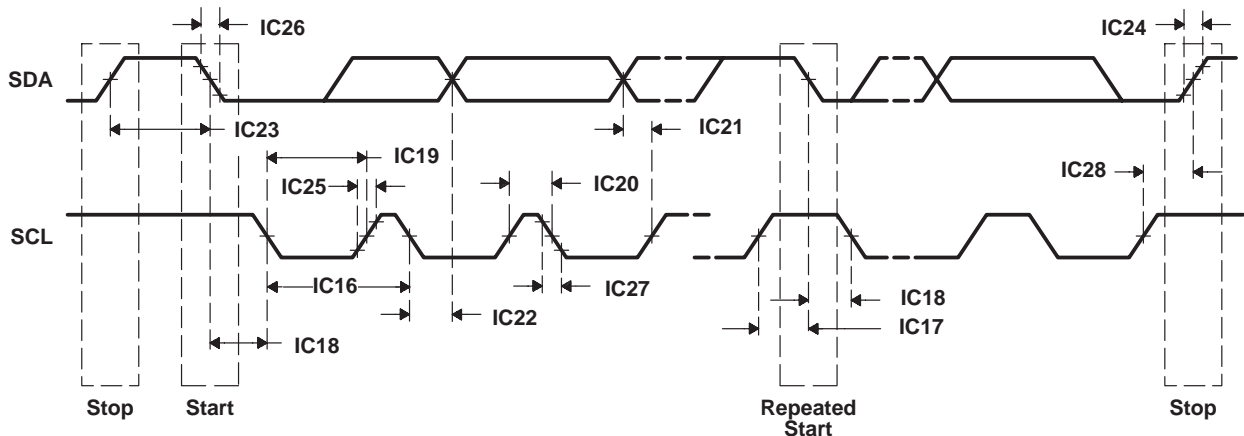 IC26
IC24
SDA
IC23
IC21
IC19
IC25
IC20
IC28
SCL
IC16
IC27
IC18
IC22
IC17
IC18
Stop
Start
Repeated
Start
Stop